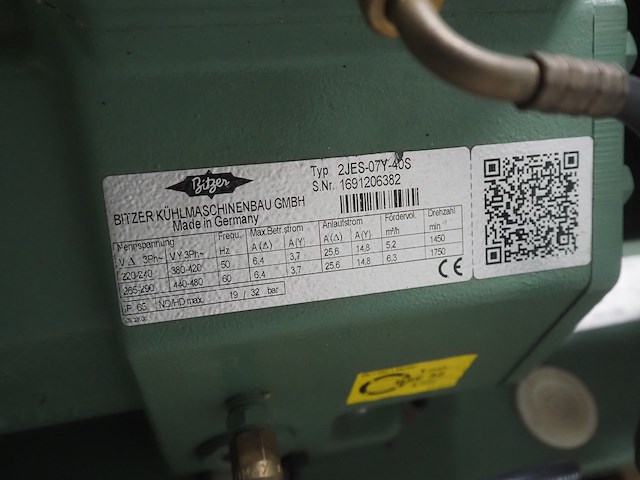 Bitzer
Typ 2JES-07Y-40S
S.Nr. 1691206382
BITZER KÜHLMASCHINENBAU GMBH
Made in Germany
Nennspannung Frequ. Max.Betr.strom Anlaufstrom Fördervol. Drehzahl
V Δ 3Ph~ V Y 3Ph~ Hz A (Δ) A (Y) A (Δ) A (Y) m³/h min
220-240 380-420 50 6.4 3,7 25,6 14,8 5.2 1450
265-290 440-480 60 6.4 3,7 25,6 14,8 6.3 1750
IP 65 ND/HD max. 19 / 32 bar
CE